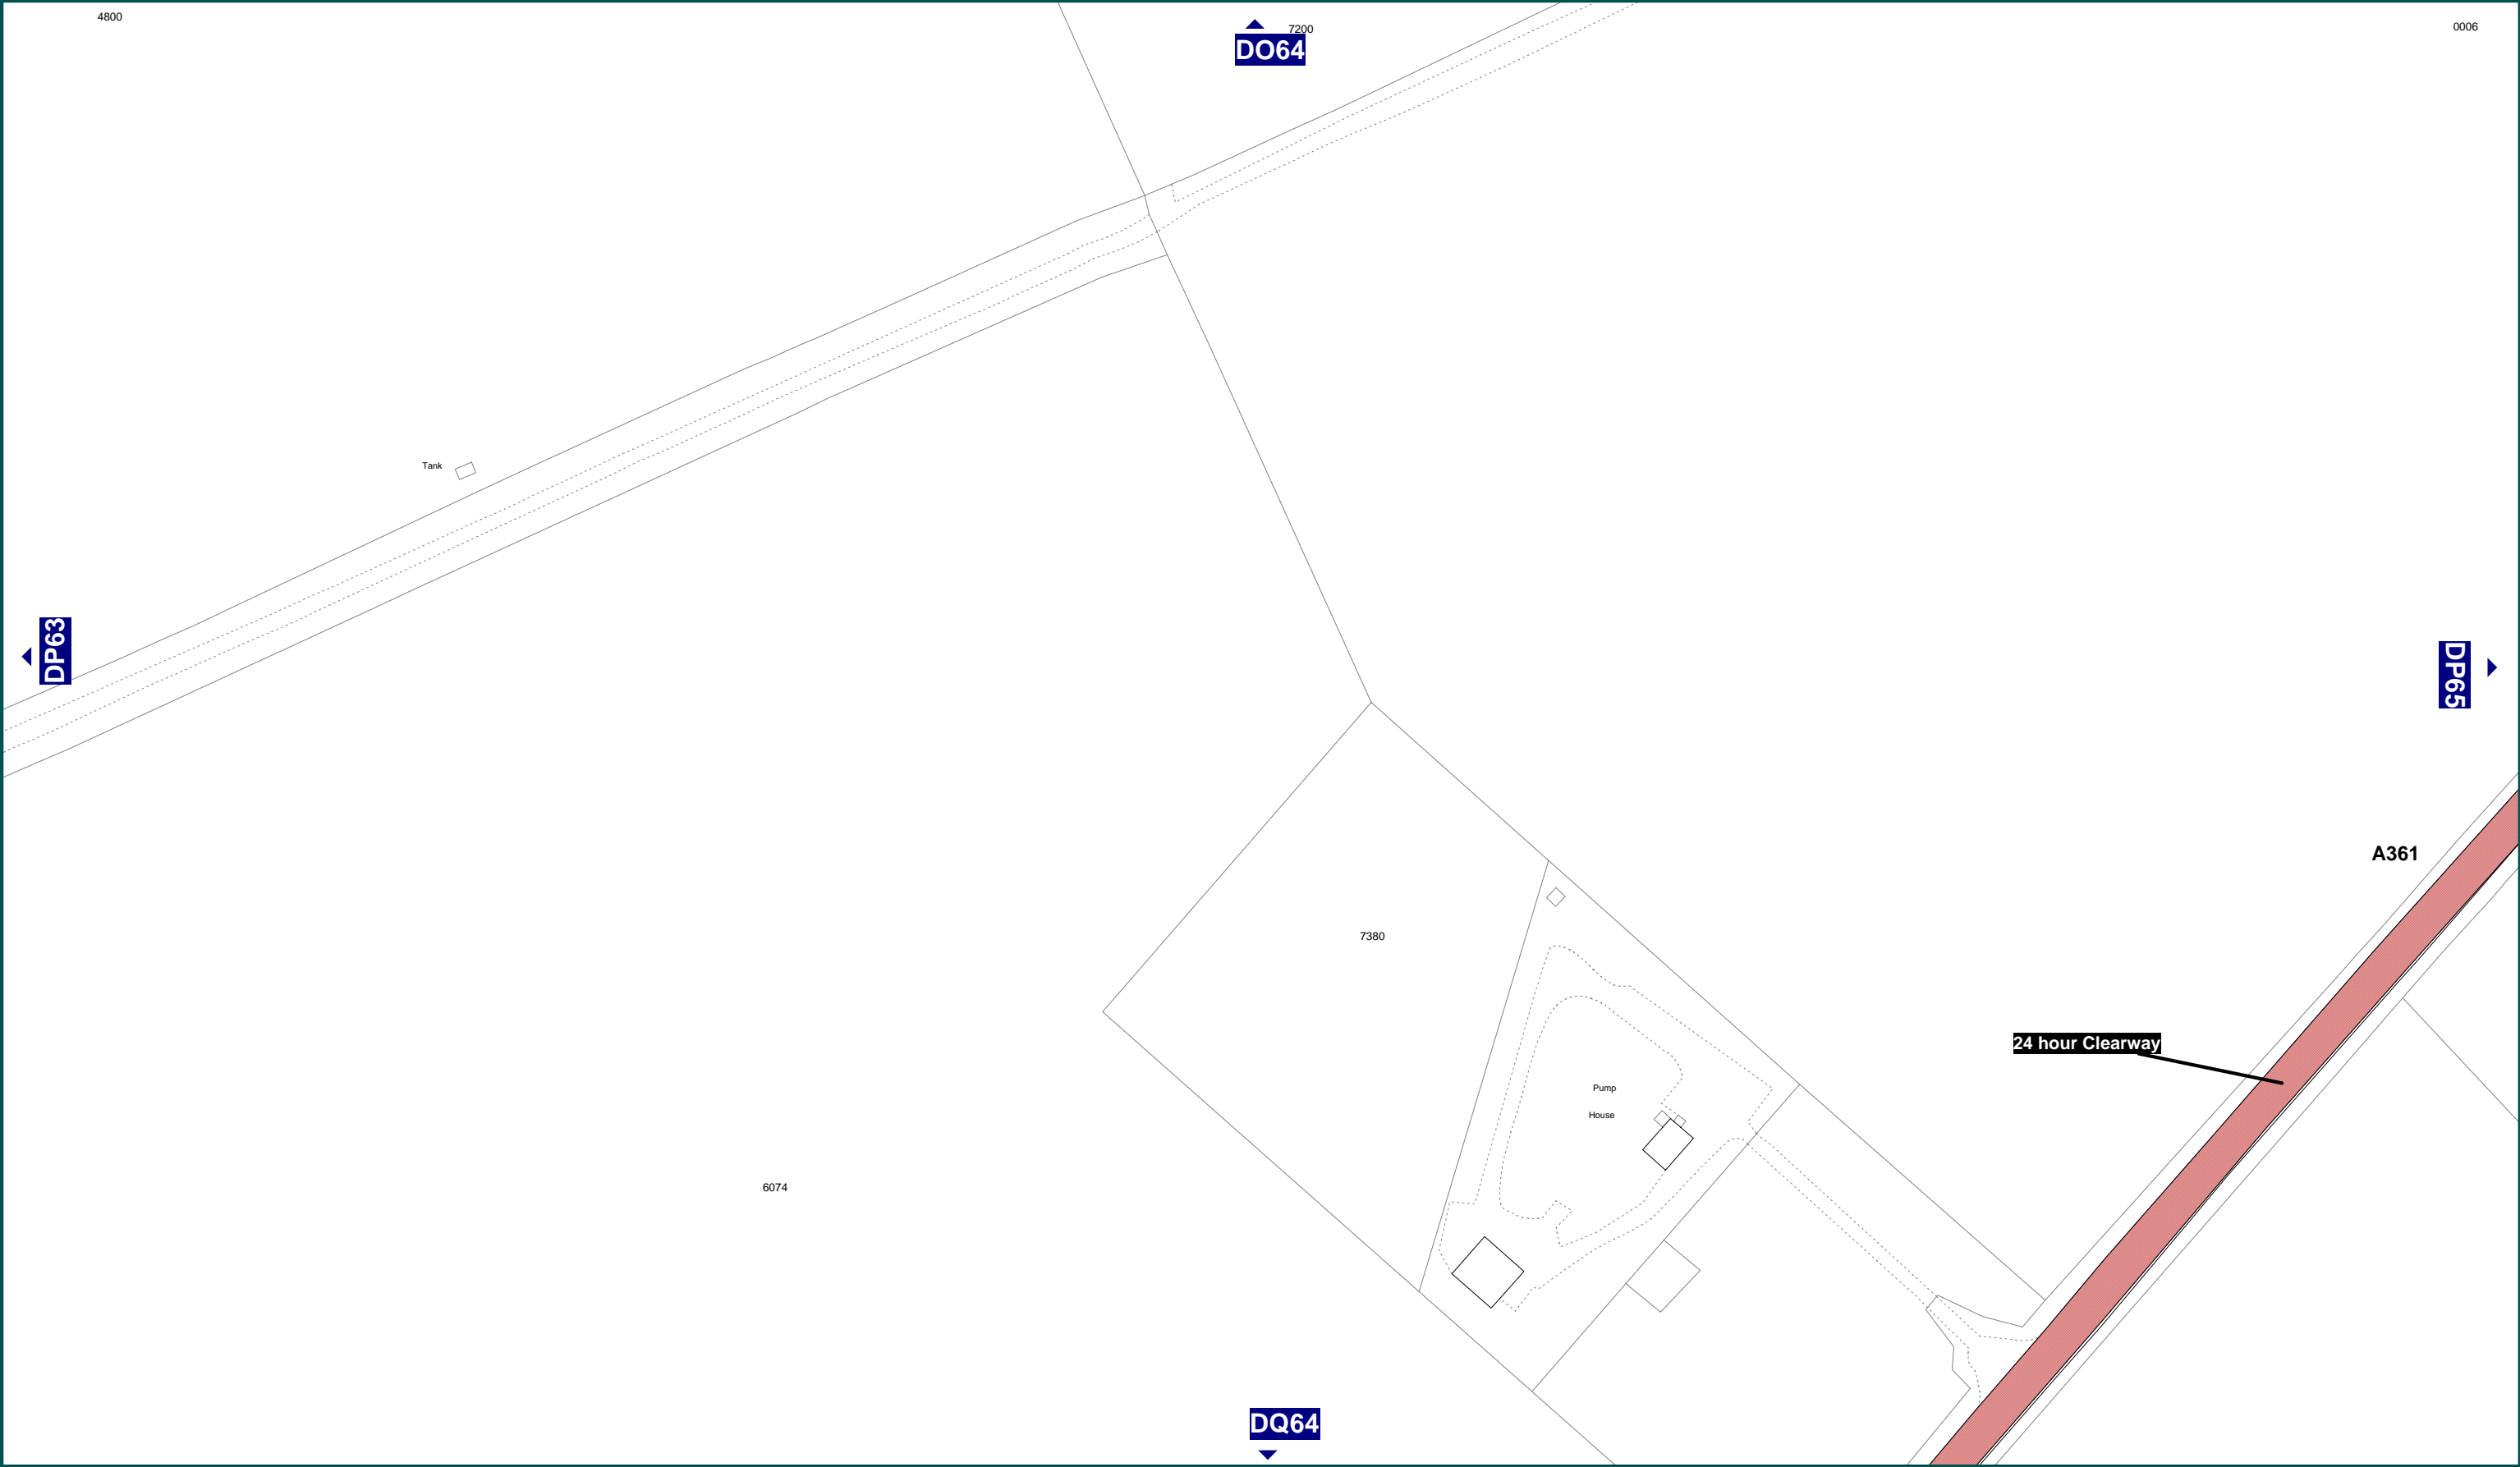 4800
7200
0006
DO64
Tank
DP63
DP65
A361
7380
24 hour Clearway
Pump
House
6074
DQ64